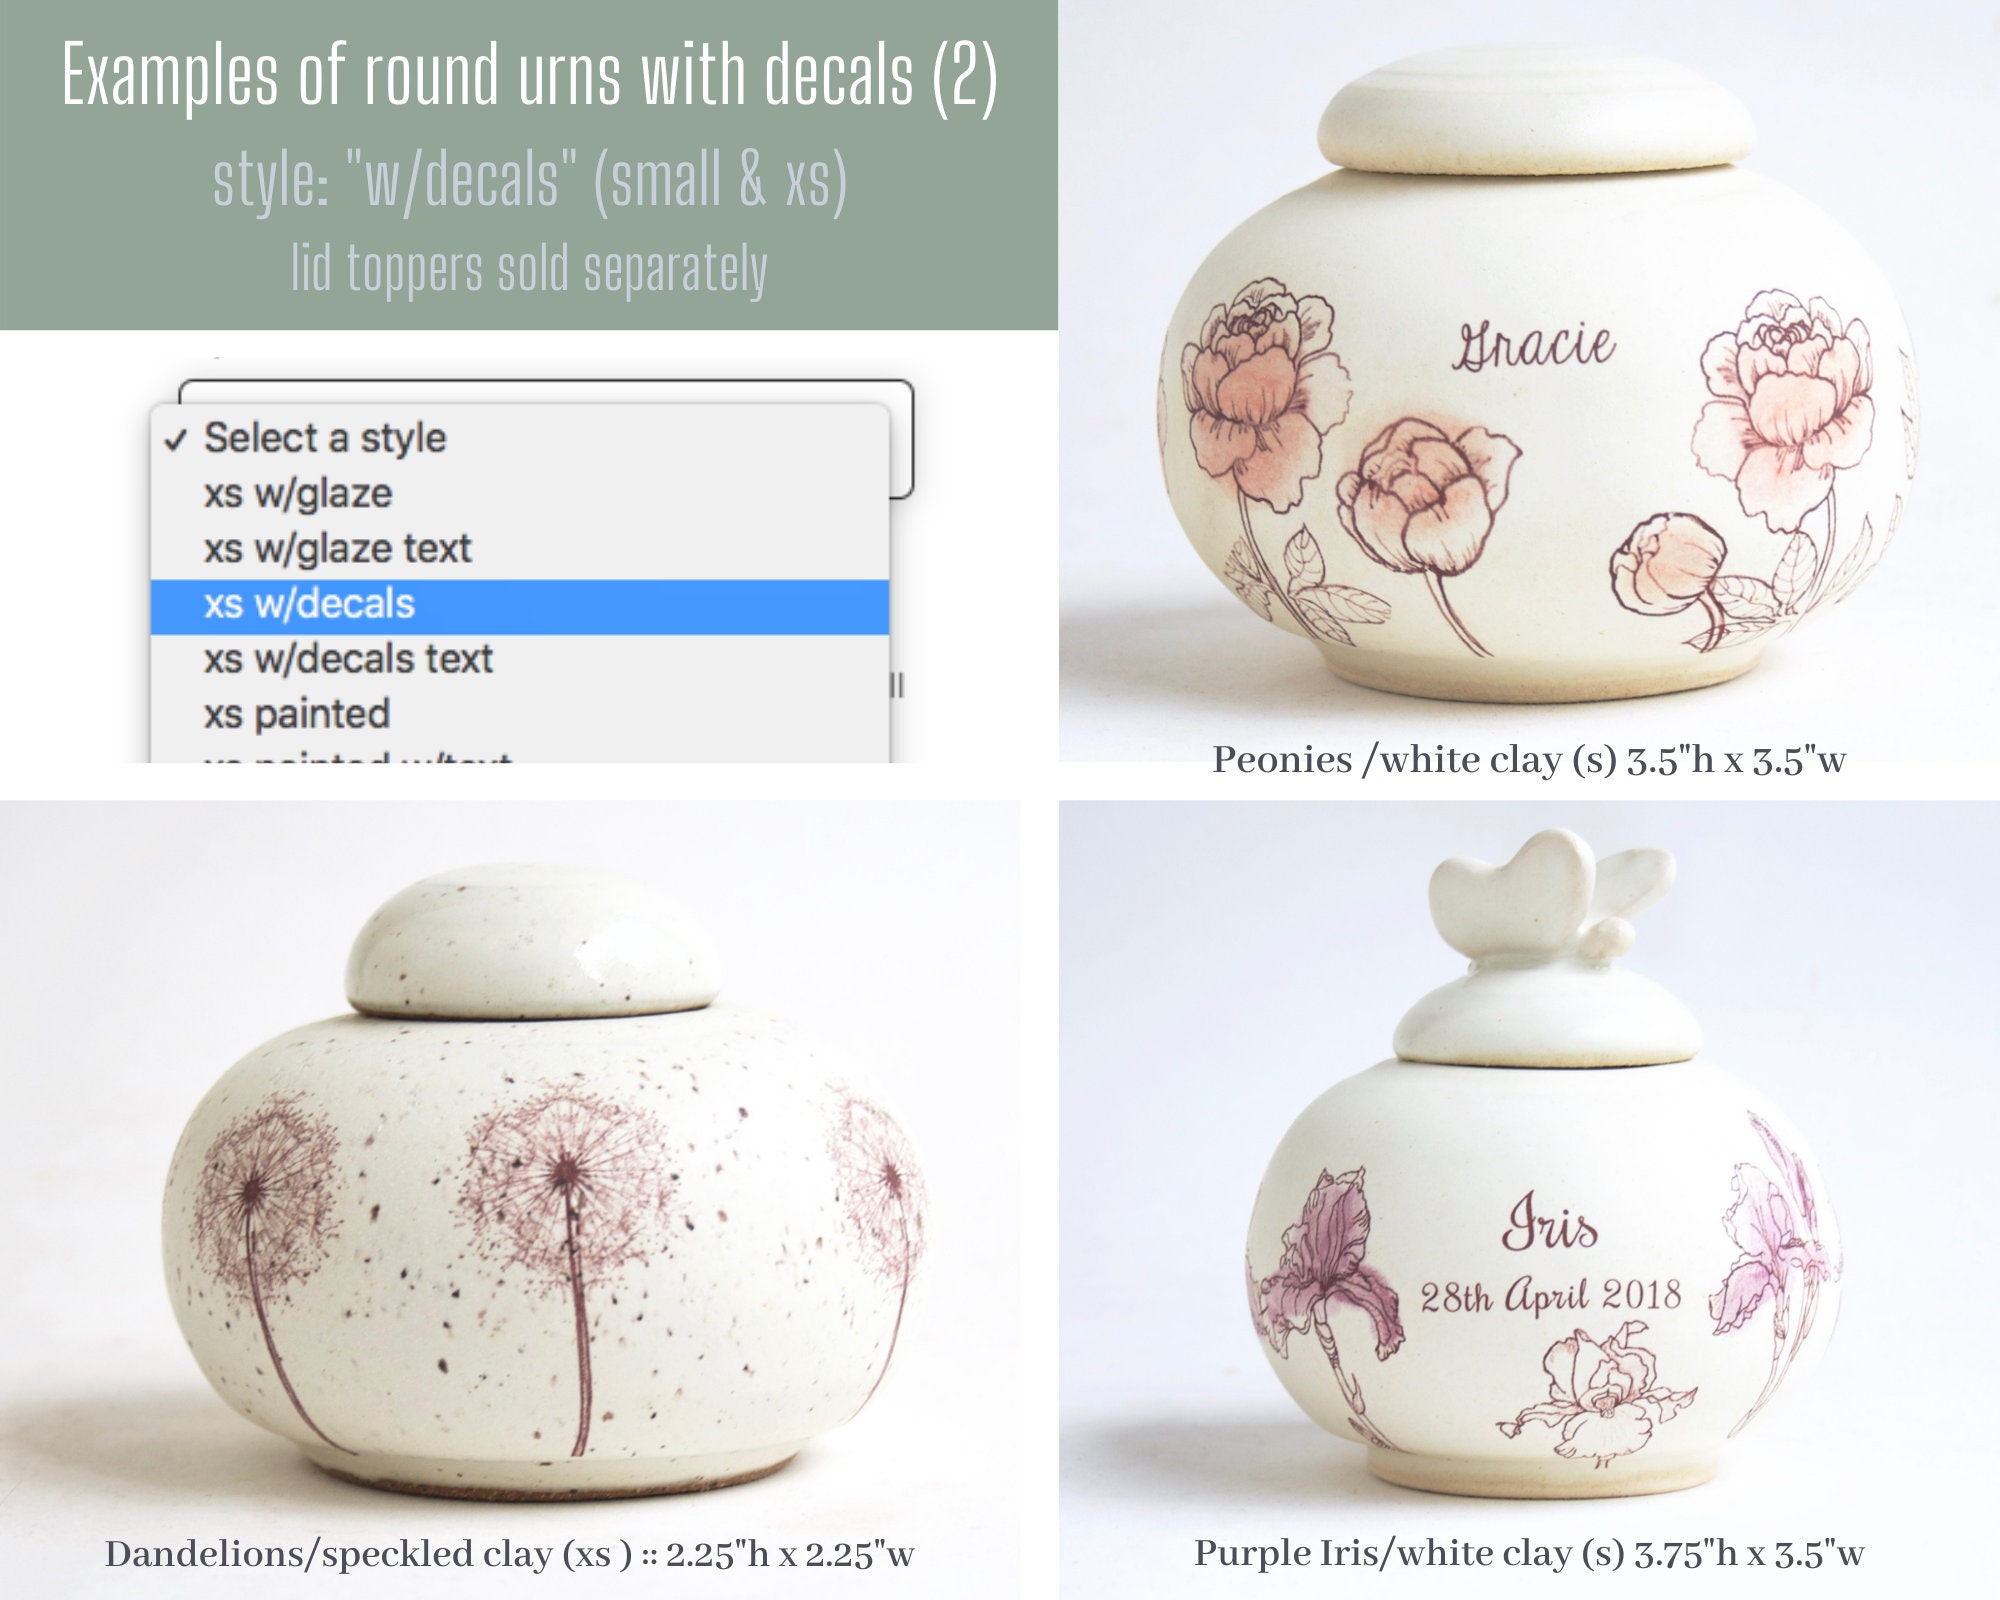 Examples of round urns with decals (2)
style: "w/decals" (small & xs)
lid toppers sold separately
✓ Select a style
xs w/glaze
xs w/glaze text
xs w/decals
xs w/decals text
xs painted
xs painted w/text
Gracie
Peonies /white clay (s) 3.5"h x 3.5"w
Dandelions/speckled clay (xs ) :: 2.25"h x 2.25"w
Iris
28th April 2018
Purple Iris/white clay (s) 3.75"h x 3.5"w